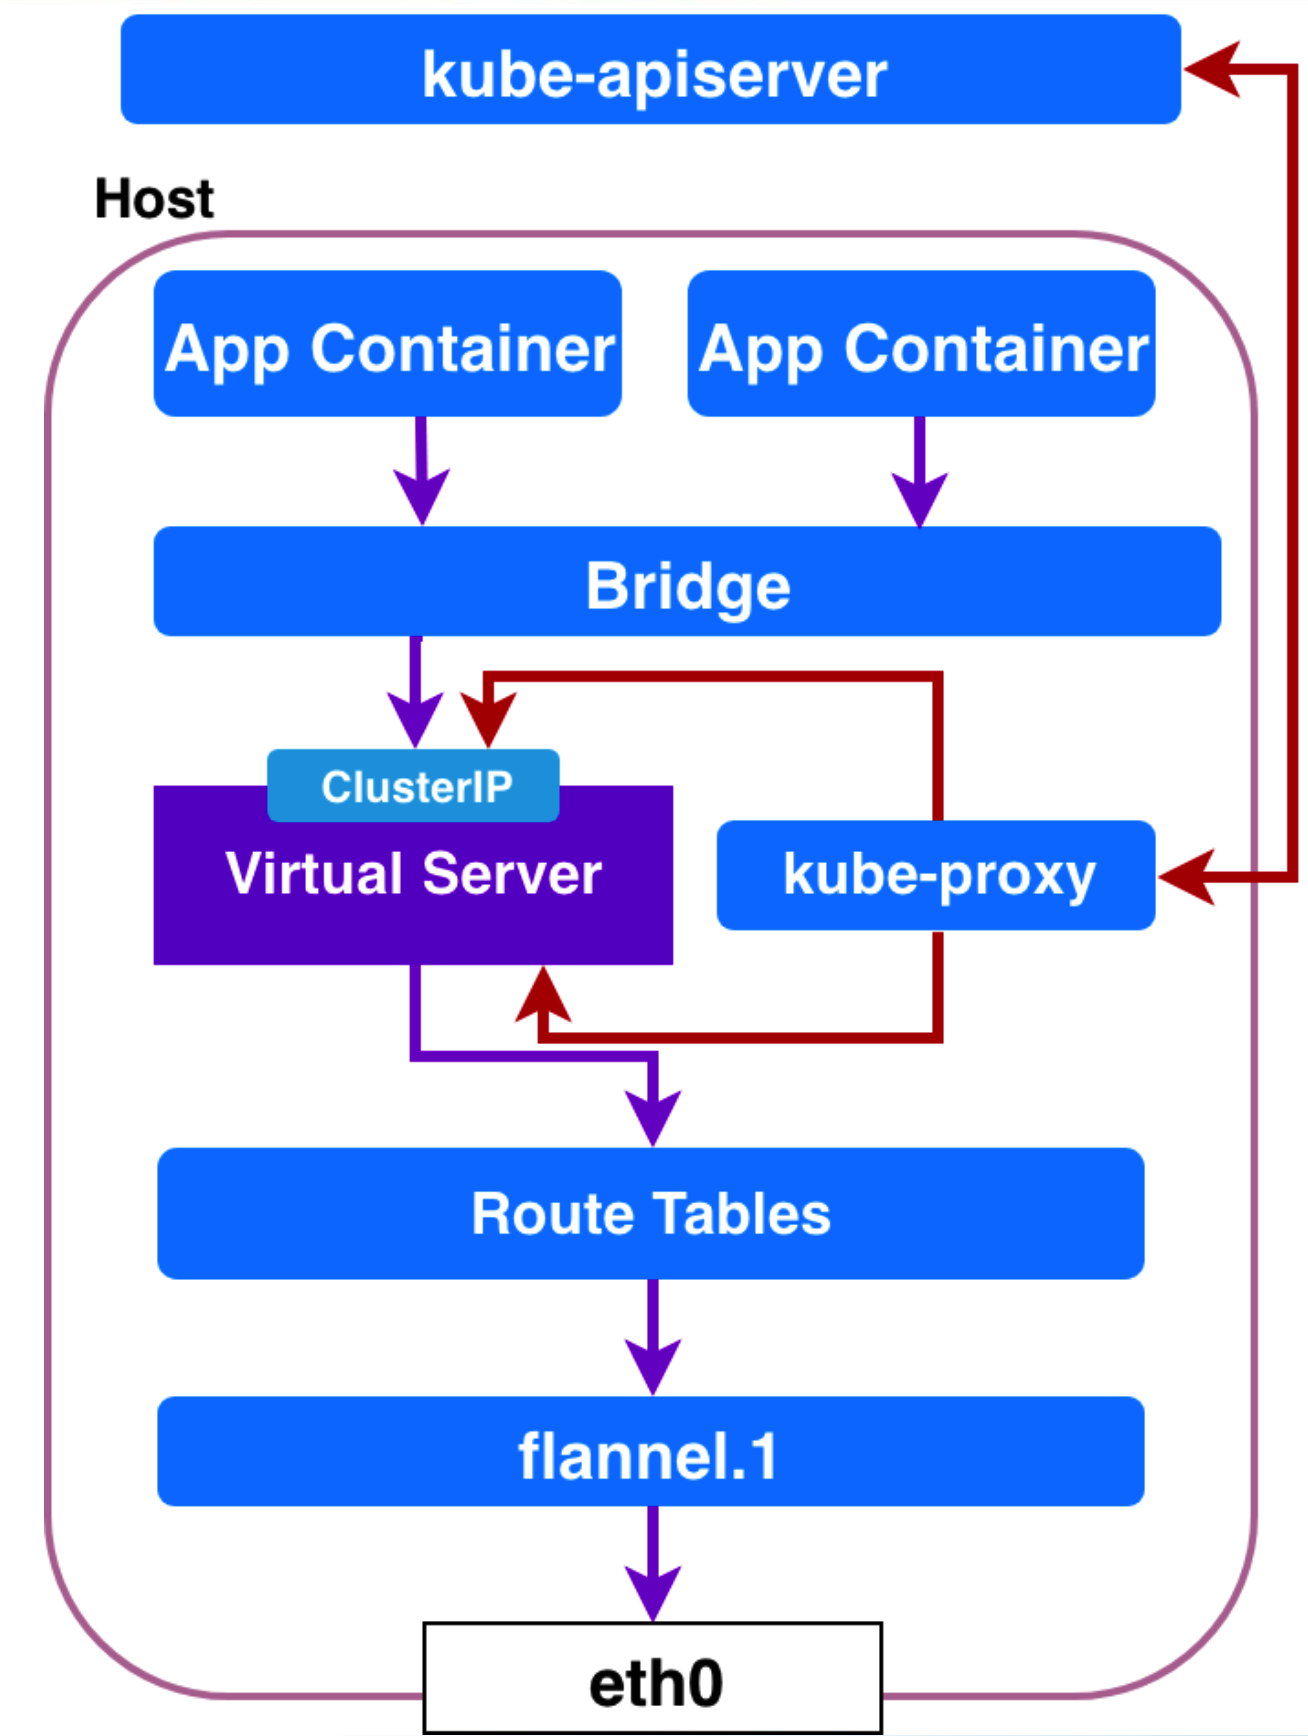 kube-apiserver
Host
App Container
App Container
Bridge
ClusterIP
Virtual Server
kube-proxy
Route Tables
flannel.1
eth0